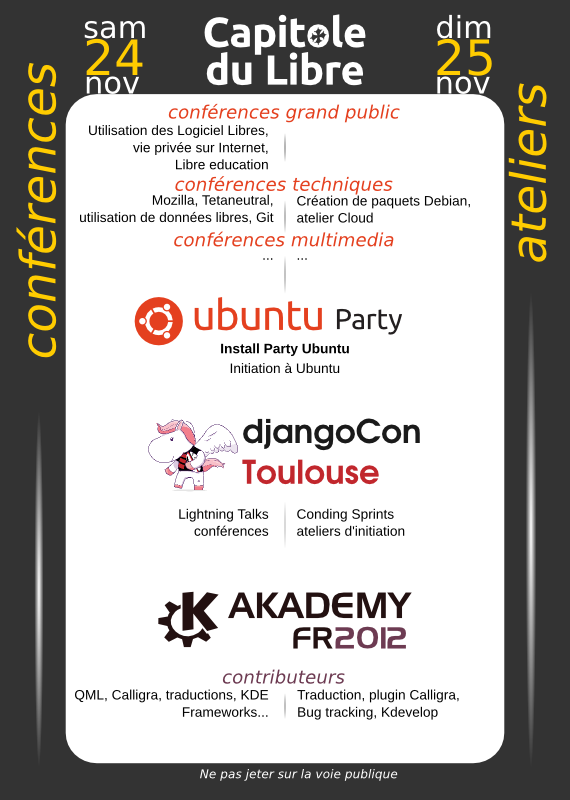 sam
24
nov
Capitole
du Libre
dim
25
nov
conférences
ateliers
conférences grand public
Utilisation des Logiciel Libres,
vie privée sur Internet,
Libre education
conférences techniques
Mozilla, Tetaneutral,
utilisation de données libres, Git
Création de paquets Debian,
atelier Cloud
conférences multimedia
...
...
ubuntu Party
Install Party Ubuntu
Initiation à Ubuntu
djangoCon
Toulouse
Lightning Talks
conférences
Conding Sprints
ateliers d'initiation
K AKADEMY
FR2012
contributeurs
QML, Calligra, traductions, KDE
Frameworks...
Traduction, plugin Calligra,
Bug tracking, Kdevelop
Ne pas jeter sur la voie publique